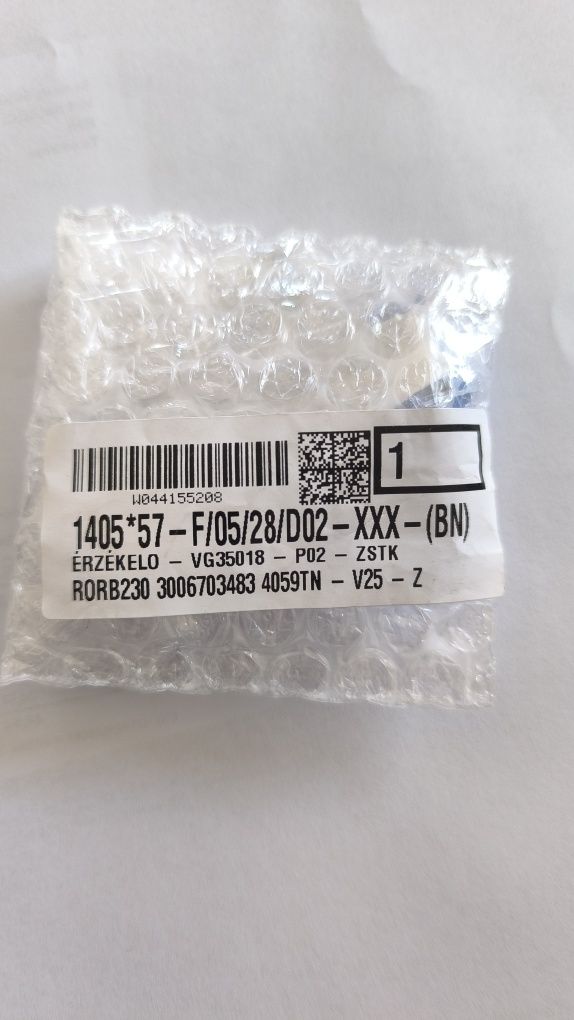 1
W044155208
1405*57-F/05/28/D02-XXX-(BN)
ÉRZÉKELO - VG35018 - P02 - ZSTK
RORB230 3006703483 4059TN - V25 - Z